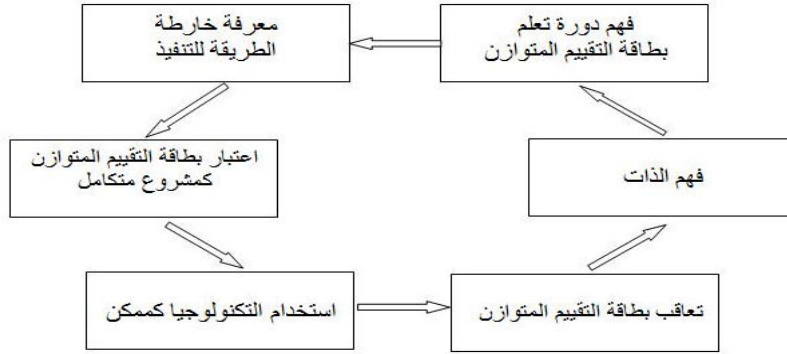 فهم دورة تعلم
بطاقة التقييم المتوازن
معرفة خارطة
الطريقة للتنفيذ
اعتبار بطاقة التقييم المتوازن
كمشروع متكامل
فهم الذات
استخدام التكنولوجيا كممكن
تعاقب بطاقة التقييم المتوازن